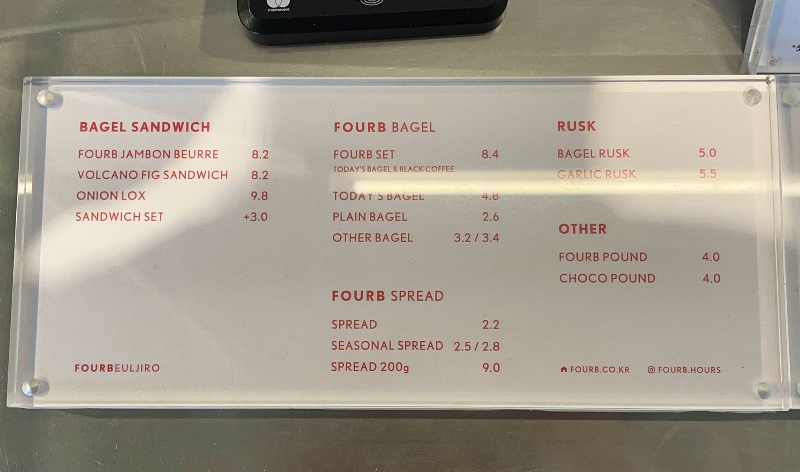 BAGEL SANDWICH
FOURB JAMBON BEURRE 8.2
VOLCANO FIG SANDWICH 8.2
ONION LOX 9.8
SANDWICH SET +3.0
FOURBEULJIRO
FOURB BAGEL
FOURB SET 8.4
TODAY'S BAGEL & BLACK COFFEE
TODAY'S BAGEL 4.8
PLAIN BAGEL 2.6
OTHER BAGEL 3.2 / 3.4
FOURB SPREAD
SPREAD 2.2
SEASONAL SPREAD 2.5 / 2.8
SPREAD 200g 9.0
RUSK
BAGEL RUSK 5.0
GARLIC RUSK 5.5
OTHER
FOURB POUND 4.0
CHOCO POUND 4.0
FOURB.CO.KR FOURB.HOURS